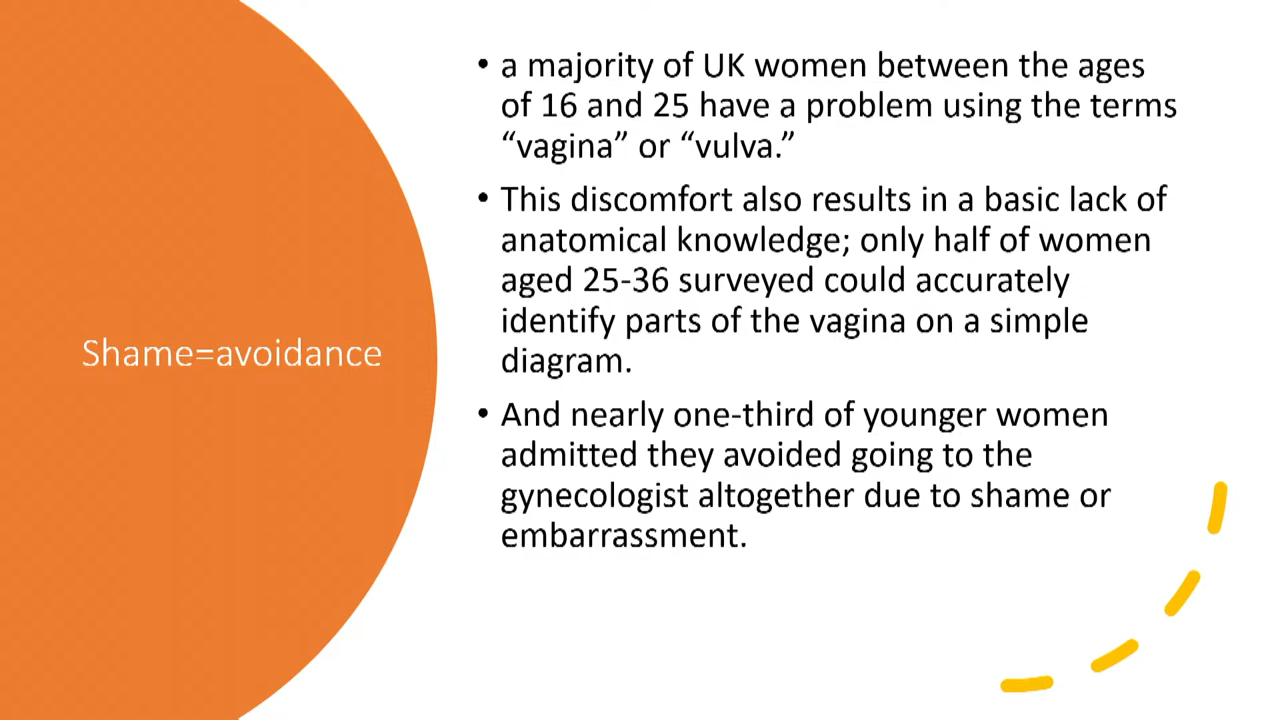 Shame=avoidance
• a majority of UK women between the ages
of 16 and 25 have a problem using the terms
“vagina” or “vulva.”
• This discomfort also results in a basic lack of
anatomical knowledge; only half of women
aged 25-36 surveyed could accurately
identify parts of the vagina on a simple
diagram.
• And nearly one-third of younger women
admitted they avoided going to the
gynecologist altogether due to shame or
embarrassment.